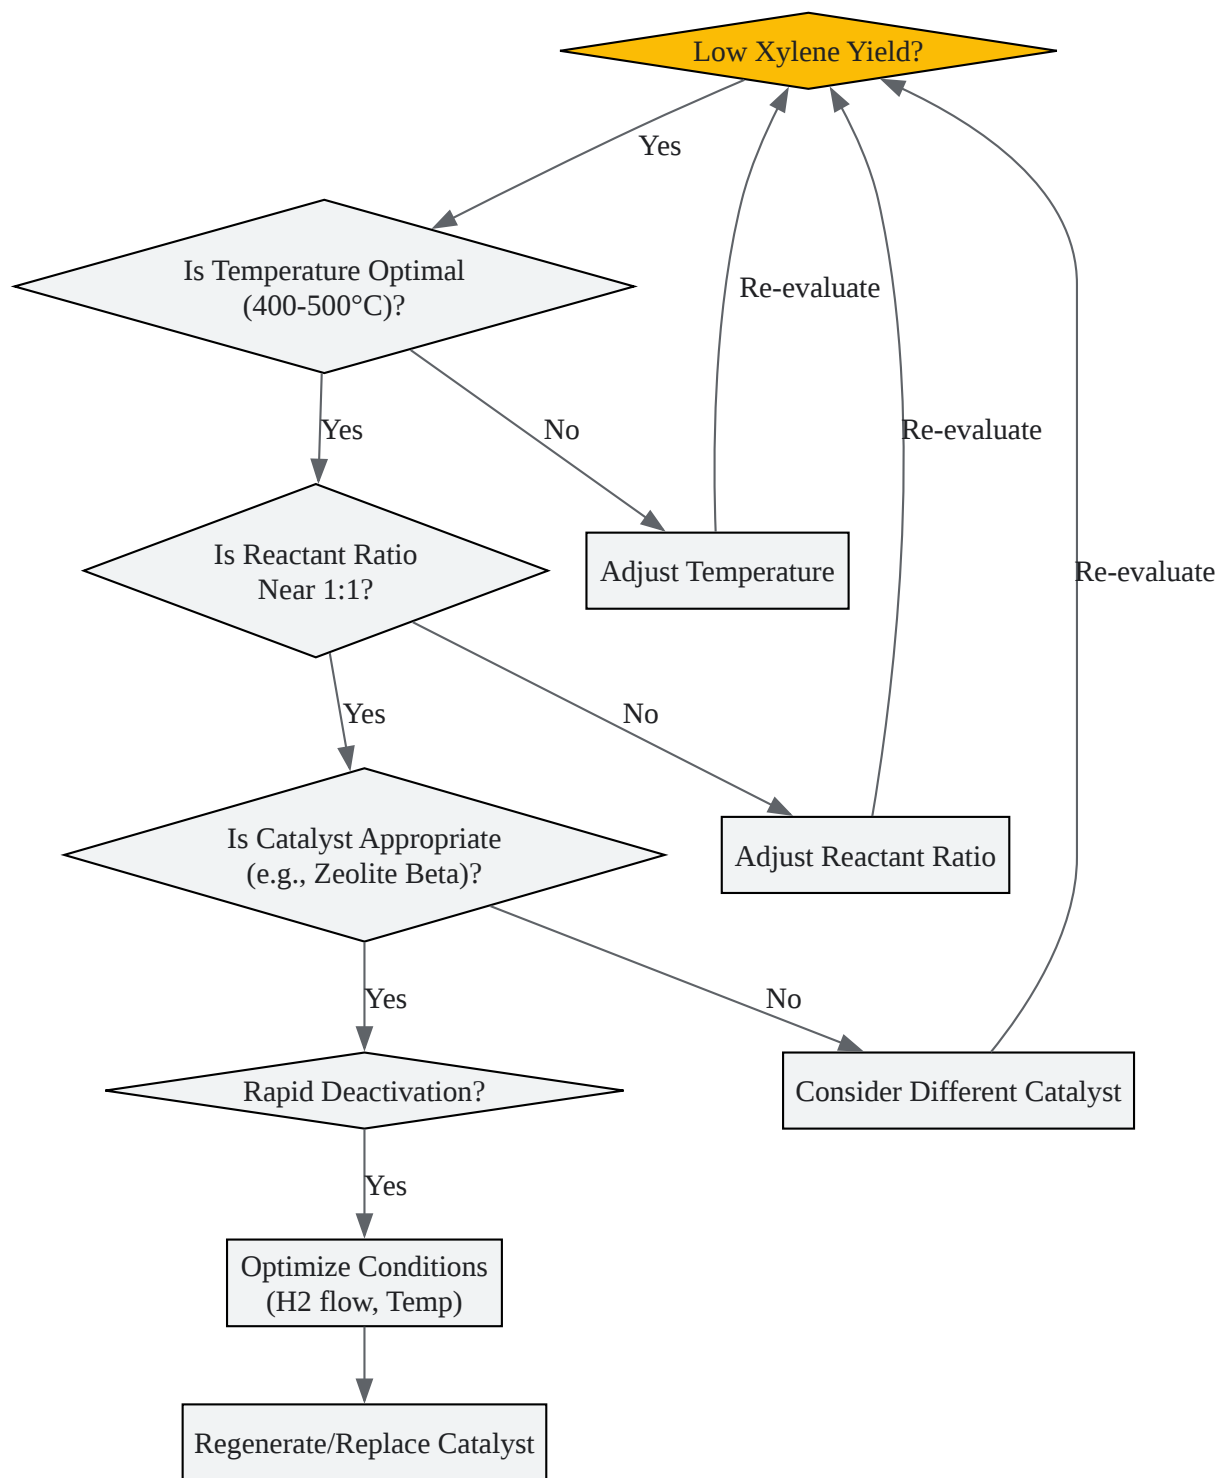 Low Xylene Yield?
Yes
Is Temperature Optimal
(400-500°C)?
Re-evaluate
Yes
No
Re-evaluate
Is Reactant Ratio
Near 1:1?
Adjust Temperature
Re-evaluate
Yes
No
Is Catalyst Appropriate
(e.g., Zeolite Beta)?
Adjust Reactant Ratio
Yes
No
Rapid Deactivation?
Consider Different Catalyst
Yes
Optimize Conditions
(H2 flow, Temp)
Regenerate/Replace Catalyst